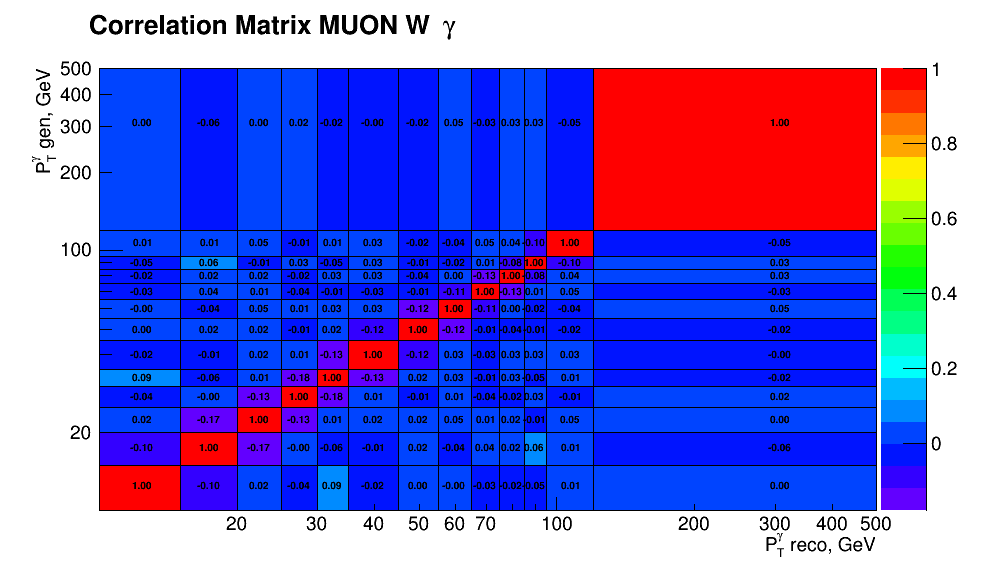 Correlation Matrix MUON W γ
P_T^γ gen, GeV
500 0.00 -0.06 0.00 0.02 -0.02 -0.00 -0.02 0.05 -0.03 0.03 0.03 -0.05 1.00 1
400
300
200
0.8
100 0.01 0.01 0.05 -0.01 0.01 0.03 -0.02 -0.04 0.05 0.04 -0.10 1.00 -0.05
-0.05 0.06 -0.01 0.03 -0.05 0.03 -0.01 -0.02 0.01 -0.08 1.00 -0.10 0.03
-0.02 0.02 0.02 -0.02 0.03 0.03 -0.04 0.00 -0.13 1.00 -0.08 0.04 0.03
-0.03 0.04 0.01 -0.04 -0.01 -0.03 -0.01 -0.11 1.00 -0.13 0.01 0.05 -0.03
-0.00 -0.04 0.05 0.01 0.03 0.03 -0.12 1.00 -0.11 0.00 -0.02 -0.04 0.05
0.00 0.02 0.02 -0.01 0.02 -0.12 1.00 -0.12 -0.01 -0.04 -0.01 -0.02 -0.02
-0.02 -0.01 0.02 0.01 -0.13 1.00 -0.12 0.03 -0.03 0.03 0.03 0.03 -0.00
0.09 -0.06 0.01 -0.18 1.00 -0.13 0.02 0.03 -0.01 0.03 -0.05 0.01 -0.02
-0.04 -0.00 -0.13 1.00 -0.18 0.01 -0.01 0.01 -0.04 -0.02 0.03 -0.01 0.02
0.02 -0.17 1.00 -0.13 0.01 0.02 0.02 0.05 0.01 0.02 -0.01 0.05 0.00
20 -0.10 1.00 -0.17 -0.00 -0.06 -0.01 0.02 -0.04 0.04 0.02 0.06 0.01 -0.06
1.00 -0.10 0.02 -0.04 0.09 -0.02 0.00 -0.00 -0.03 -0.02 -0.05 0.01 0.00
0.6
0.4
0.2
0
20 30 40 50 60 70 100 200 300 400 500
P_T^γ reco, GeV